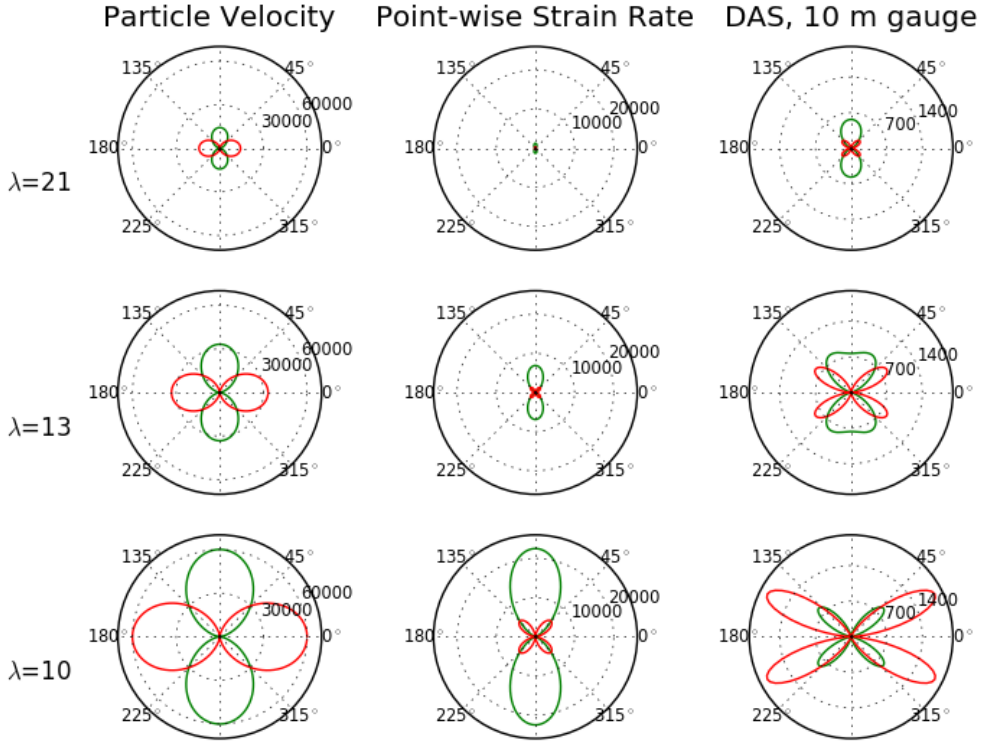 Particle Velocity Point-wise Strain Rate DAS, 10 m gauge
135° 45° 135° 45° 135° 45°
60000 20000 1400
30000 10000 700
180° 0° 180° 0° 180° 0°
λ=21
225° 315° 225° 315° 225° 315°
135° 45° 135° 45° 135° 45°
60000 20000 1400
30000 10000 700
180° 0° 180° 0° 180° 0°
λ=13
225° 315° 225° 315° 225° 315°
135° 45° 135° 45° 135° 45°
60000 20000 1400
30000 10000 700
180° 0° 180° 0° 180° 0°
λ=10
225° 315° 225° 315° 225° 315°